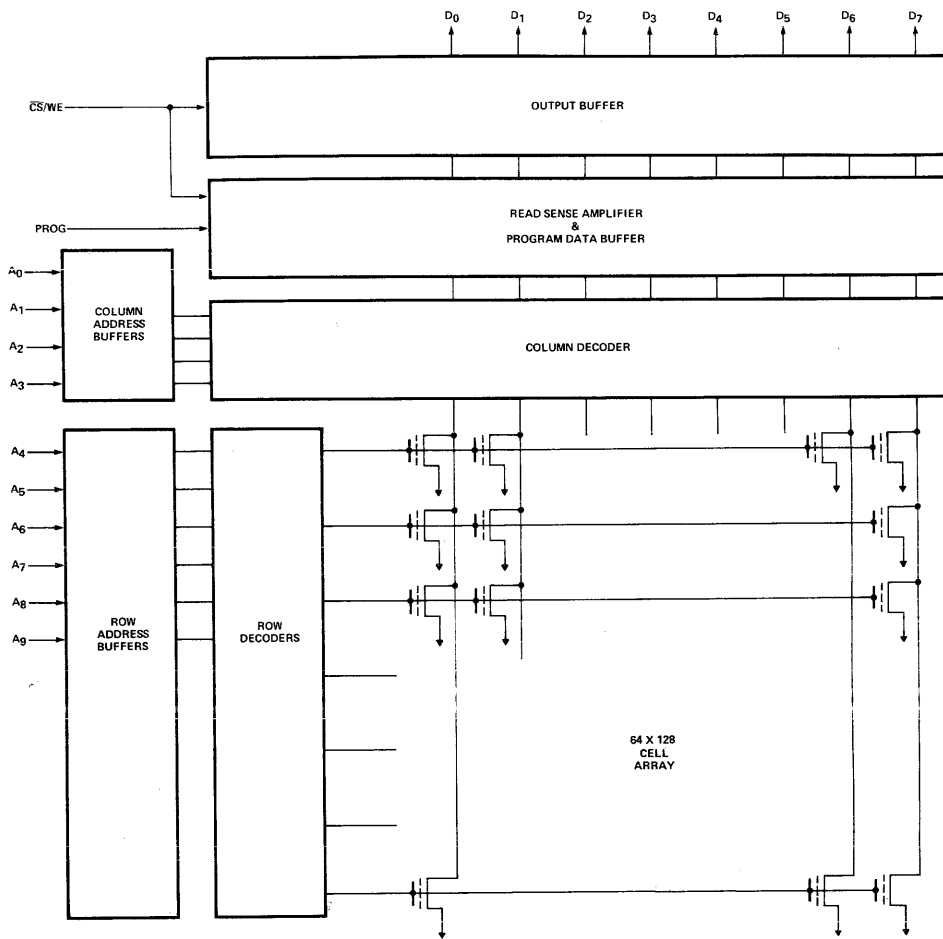 D0 D1 D2 D3 D4 D5 D6 D7
OUTPUT BUFFER
C̅S̅/WE
READ SENSE AMPLIFIER
&
PROGRAM DATA BUFFER
PROG
A0
A1
A2
A3
COLUMN
ADDRESS
BUFFERS
COLUMN DECODER
A4
A5
A6
A7
A8
A9
ROW
ADDRESS
BUFFERS
ROW
DECODERS
64 X 128
CELL
ARRAY